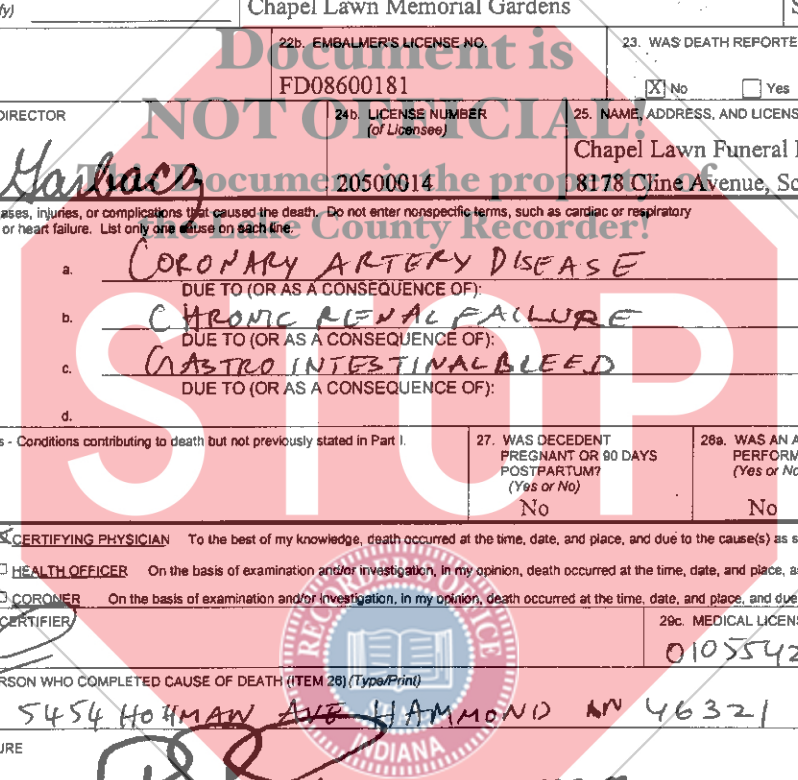 fy)
Chapel Lawn Memorial Gardens
S
Document is
22b. EMBALMER'S LICENSE NO.
23. WAS DEATH REPORTE
FD08600181
X No Yes
NOT OFFICIAL!
DIRECTOR
24b. LICENSE NUMBER
(of Licensee)
25. NAME, ADDRESS, AND LICENS
Chapel Lawn Funeral
Garbacz
This Document is the property of
20500014
8178 Cline Avenue, Sc
ases, injuries, or complications that caused the death. Do not enter nonspecific terms, such as cardiac or respiratory
or heart failure. List only one cause on each line.
the Lake County Recorder!
a. CORONARY ARTERY DISEASE
DUE TO (OR AS A CONSEQUENCE OF):
b. CHRONIC RENAL FAILURE
DUE TO (OR AS A CONSEQUENCE OF):
c. GASTRO INTESTINAL BLEED
DUE TO (OR AS A CONSEQUENCE OF):
d.
STOP
s - Conditions contributing to death but not previously stated in Part I.
27. WAS DECEDENT
PREGNANT OR 90 DAYS
POSTPARTUM?
(Yes or No)
No
28a. WAS AN A
PERFORM
(Yes or No
No
CERTIFYING PHYSICIAN To the best of my knowledge, death occurred at the time, date, and place, and due to the cause(s) as s
HEALTH OFFICER On the basis of examination and/or investigation, in my opinion, death occurred at the time, date, and place, a
CORONER On the basis of examination and/or investigation, in my opinion, death occurred at the time, date, and place, and due
CERTIFIER
29c. MEDICAL LICENS
0105542
RSON WHO COMPLETED CAUSE OF DEATH (ITEM 26) (Type/Print)
5454 HOHMAN AVE HAMMOND IN 46321
URE